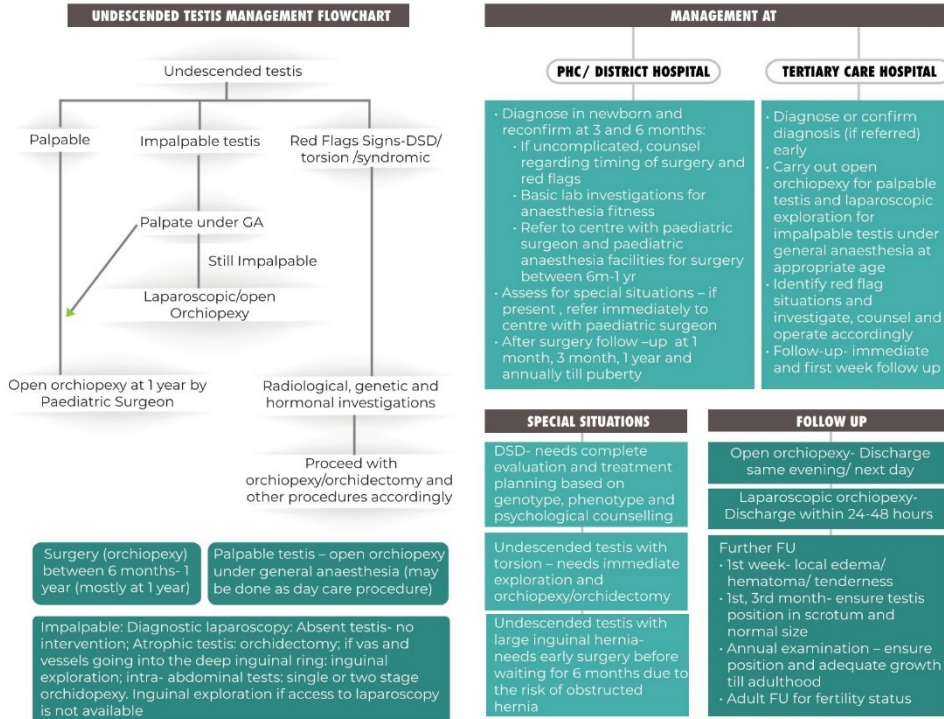 UNDESCENDED TESTIS MANAGEMENT FLOWCHART
Undescended testis
Palpable
Impalpable testis
Red Flags Signs-DSD/
torsion /syndromic
Palpate under GA
Still Impalpable
Laparoscopic/open
Orchiopexy
Open orchiopexy at 1 year by
Paediatric Surgeon
Radiological, genetic and
hormonal investigations
Proceed with
orchiopexy/orchidectomy and
other procedures accordingly
Surgery (orchiopexy)
between 6 months- 1
year (mostly at 1 year)
Palpable testis – open orchiopexy
under general anaesthesia (may
be done as day care procedure)
Impalpable: Diagnostic laparoscopy: Absent testis- no
intervention; Atrophic testis: orchidectomy; if vas and
vessels going into the deep inguinal ring: inguinal
exploration; intra- abdominal tests: single or two stage
orchidopexy. Inguinal exploration if access to laparoscopy
is not available
MANAGEMENT AT
PHC/ DISTRICT HOSPITAL
• Diagnose in newborn and
reconfirm at 3 and 6 months:
• If uncomplicated, counsel
regarding timing of surgery and
red flags
• Basic lab investigations for
anaesthesia fitness
• Refer to centre with paediatric
surgeon and paediatric
anaesthesia facilities for surgery
between 6m-1 yr
• Assess for special situations – if
present , refer immediately to
centre with paediatric surgeon
• After surgery follow –up at 1
month, 3 month, 1 year and
annually till puberty
TERTIARY CARE HOSPITAL
• Diagnose or confirm
diagnosis (if referred)
early
• Carry out open
orchiopexy for palpable
testis and laparoscopic
exploration for
impalpable testis under
general anaesthesia at
appropriate age
• Identify red flag
situations and
investigate, counsel and
operate accordingly
• Follow-up- immediate
and first week follow up
SPECIAL SITUATIONS
DSD- needs complete
evaluation and treatment
planning based on
genotype, phenotype and
psychological counselling
Undescended testis with
torsion – needs immediate
exploration and
orchiopexy/orchidectomy
Undescended testis with
large inguinal hernia-
needs early surgery before
waiting for 6 months due to
the risk of obstructed
hernia
FOLLOW UP
Open orchiopexy- Discharge
same evening/ next day
Laparoscopic orchiopexy-
Discharge within 24-48 hours
Further FU
• 1st week- local edema/
hematoma/ tenderness
• 1st, 3rd month- ensure testis
position in scrotum and
normal size
• Annual examination – ensure
position and adequate growth
till adulthood
• Adult FU for fertility status